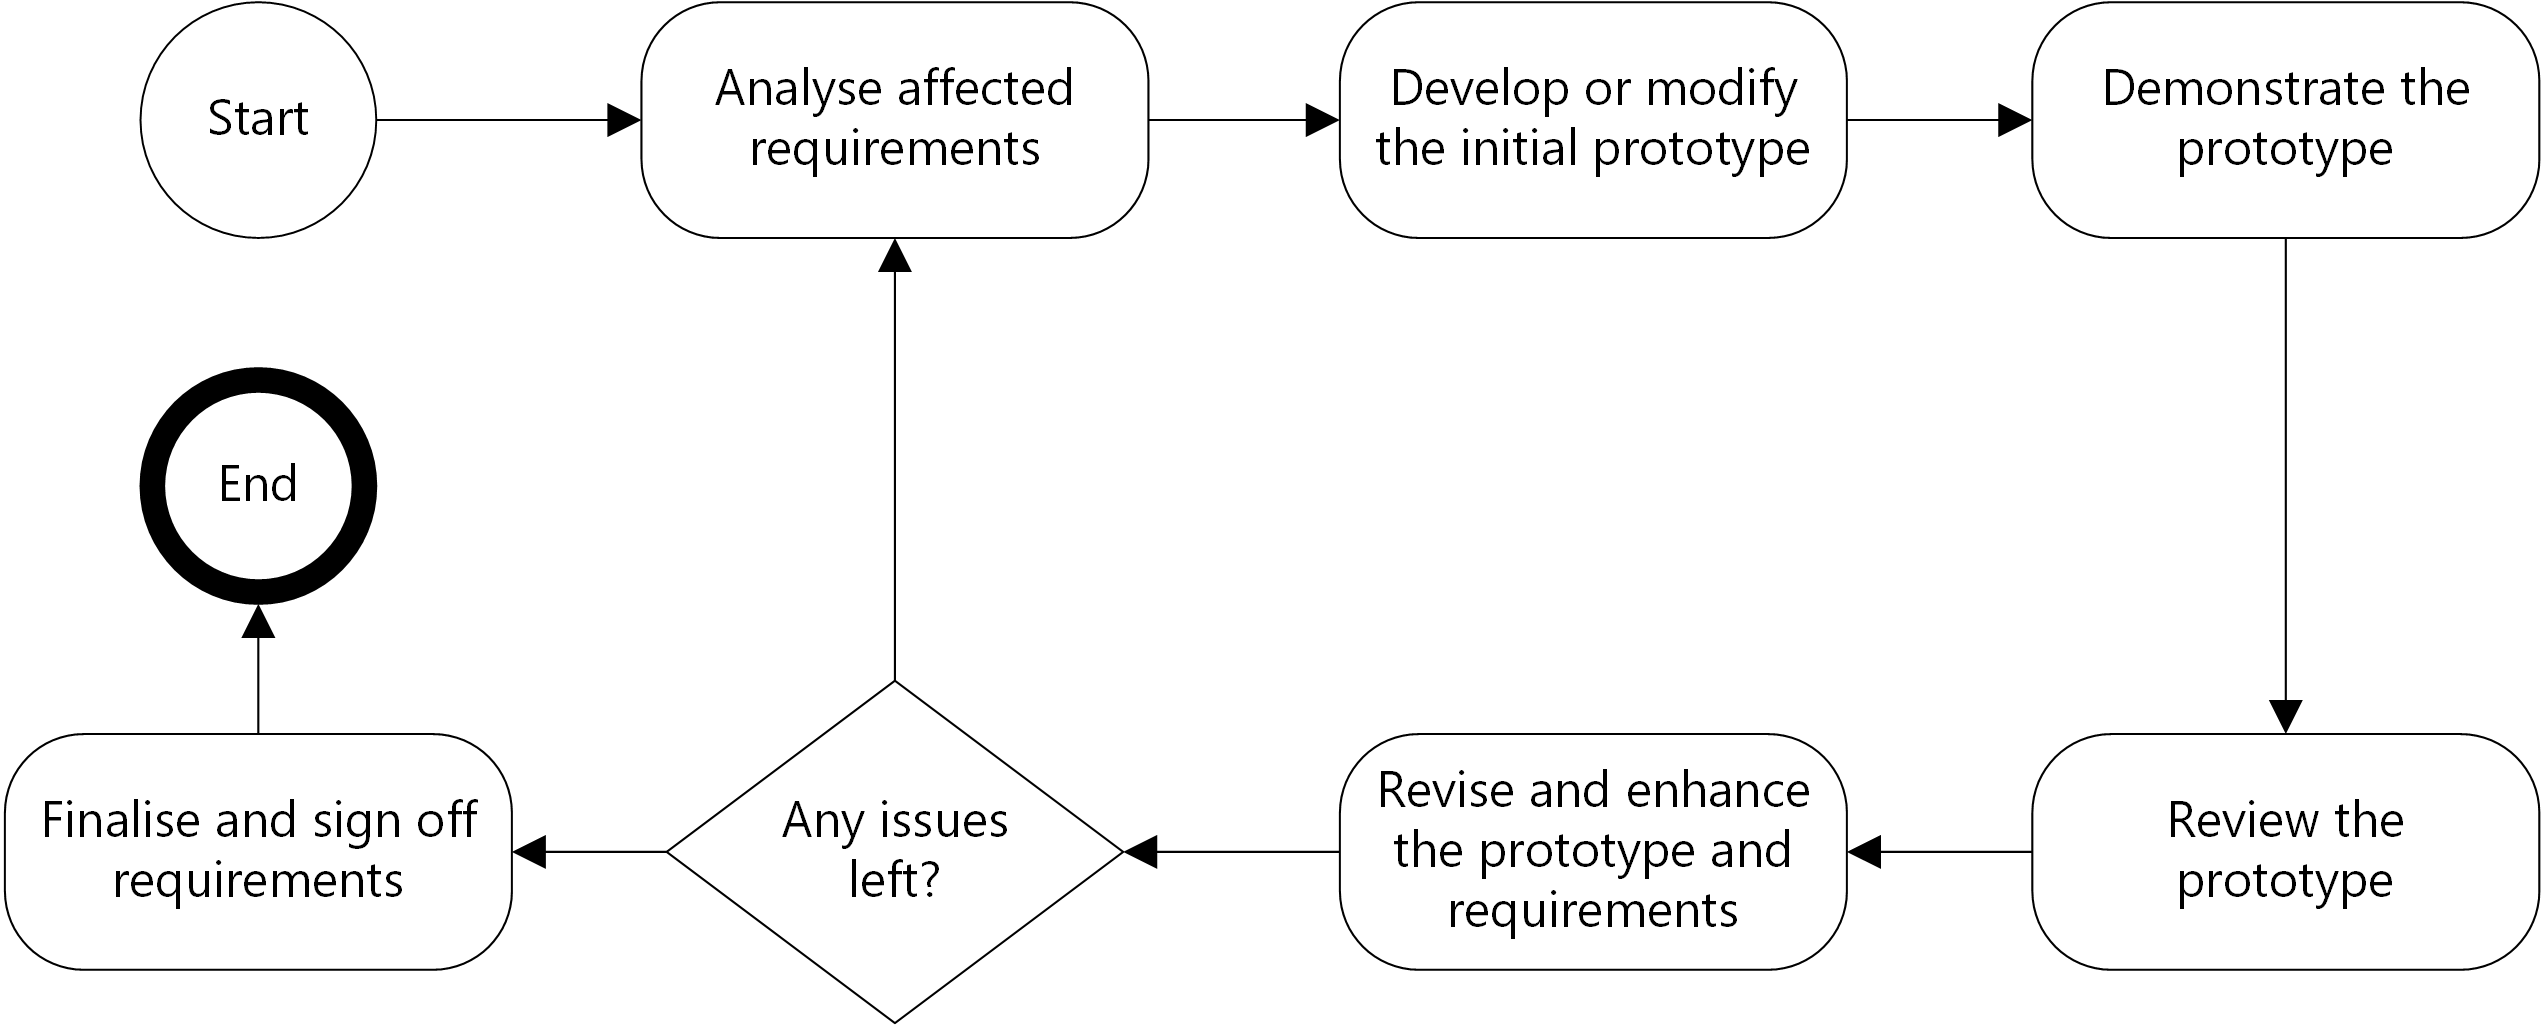 Start
Analyse affected
requirements
Develop or modify
the initial prototype
Demonstrate the
prototype
Review the
prototype
Revise and enhance
the prototype and
requirements
Any issues
left?
Finalise and sign off
requirements
End